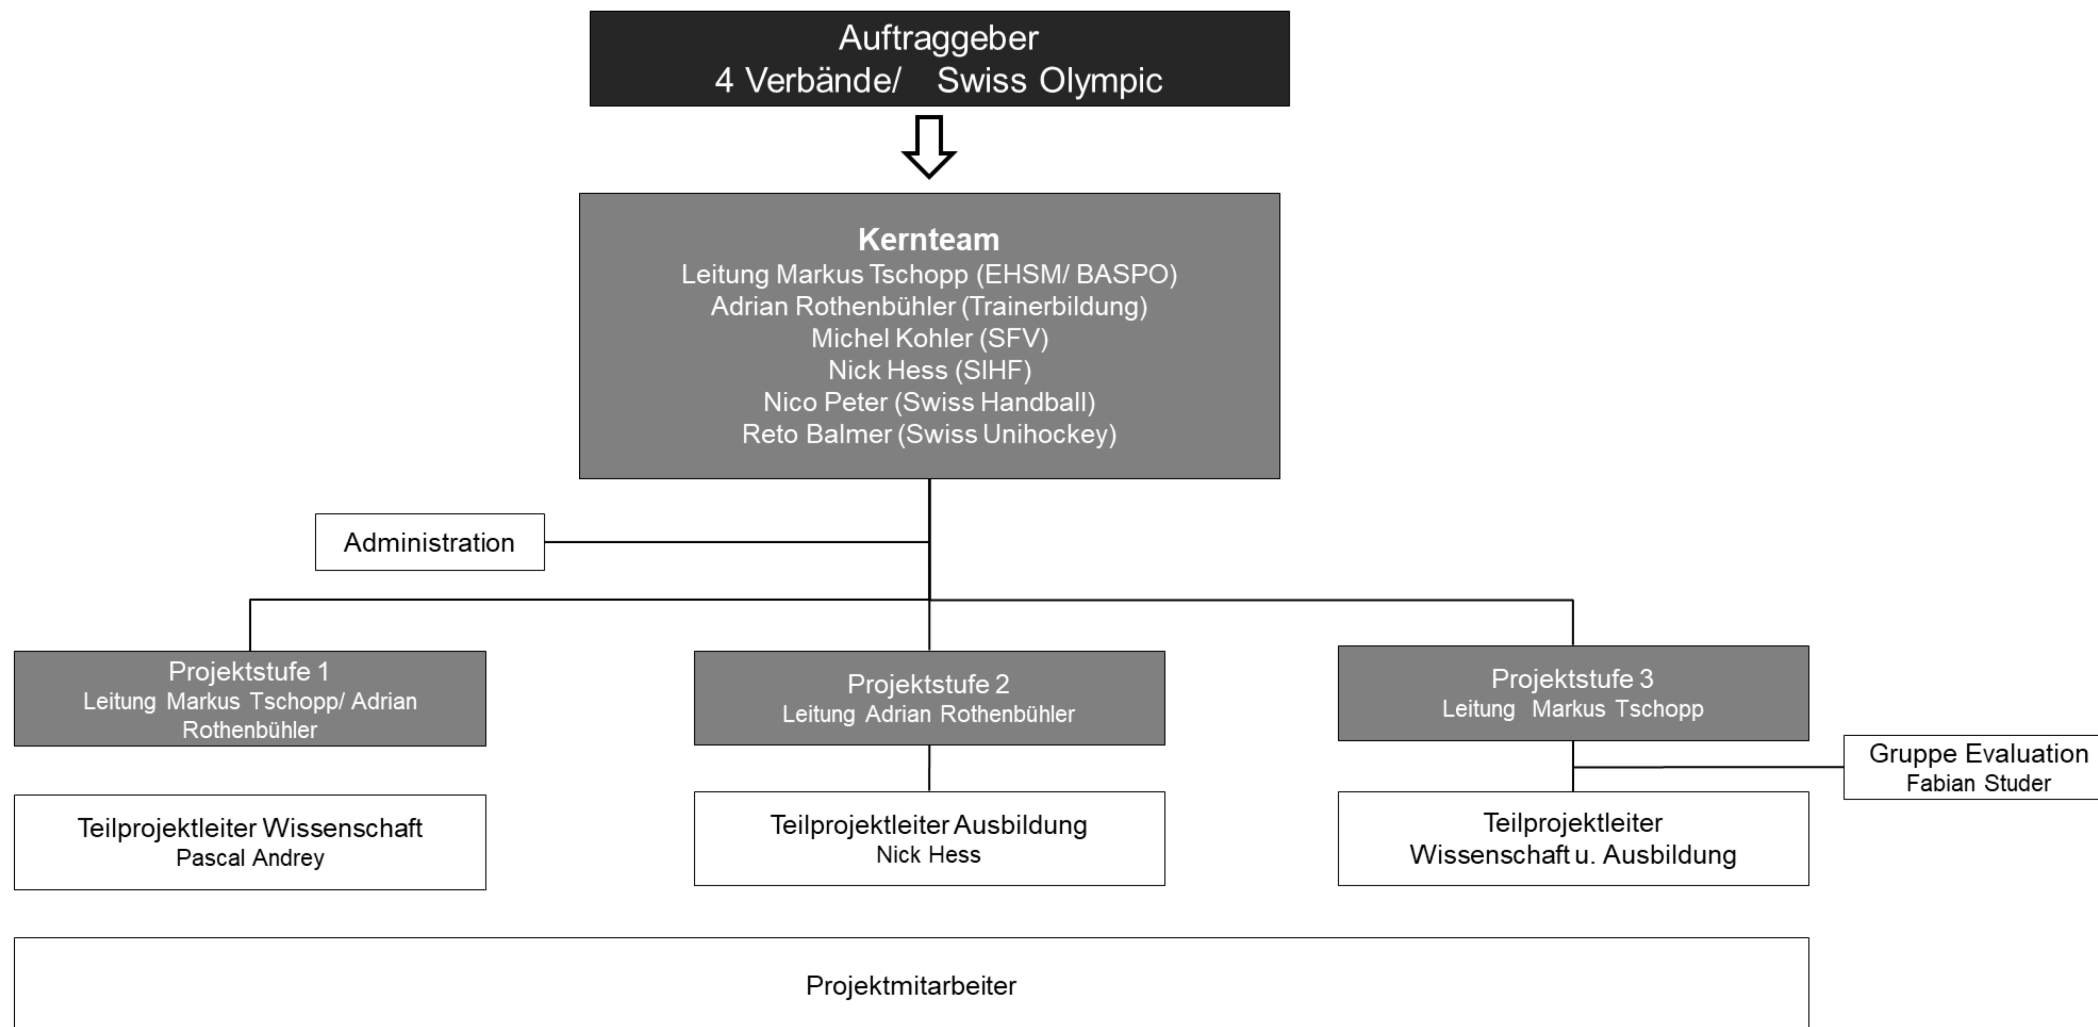 Auftraggeber
4 Verbände/ Swiss Olympic
Kernteam
Leitung Markus Tschopp (EHSM/ BASPO)
Adrian Rothenbühler (Trainerbildung)
Michel Kohler (SFV)
Nick Hess (SIHF)
Nico Peter (Swiss Handball)
Reto Balmer (Swiss Unihockey)
Administration
Projektstufe 1
Leitung Markus Tschopp/ Adrian
Rothenbühler
Projektstufe 2
Leitung Adrian Rothenbühler
Projektstufe 3
Leitung Markus Tschopp
Gruppe Evaluation
Fabian Studer
Teilprojektleiter Wissenschaft
Pascal Andrey
Teilprojektleiter Ausbildung
Nick Hess
Teilprojektleiter
Wissenschaft u. Ausbildung
Projektmitarbeiter